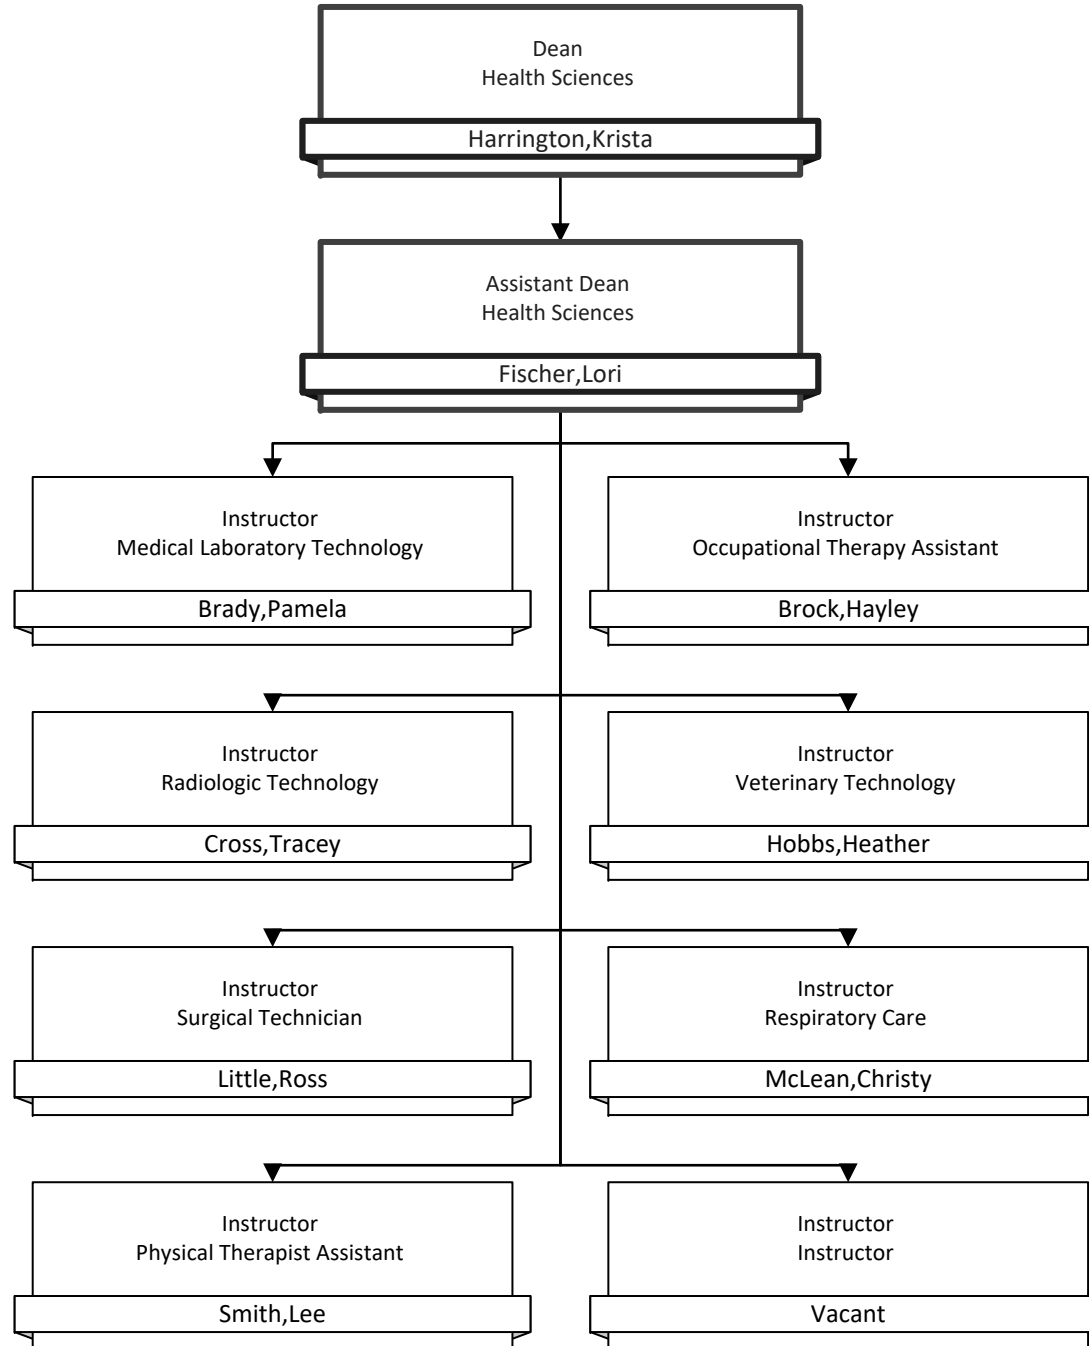 Dean
Health Sciences
Harrington,Krista
Assistant Dean
Health Sciences
Fischer,Lori
Instructor
Medical Laboratory Technology
Brady,Pamela
Instructor
Occupational Therapy Assistant
Brock,Hayley
Instructor
Radiologic Technology
Cross,Tracey
Instructor
Veterinary Technology
Hobbs,Heather
Instructor
Surgical Technician
Little,Ross
Instructor
Respiratory Care
McLean,Christy
Instructor
Physical Therapist Assistant
Smith,Lee
Instructor
Instructor
Vacant